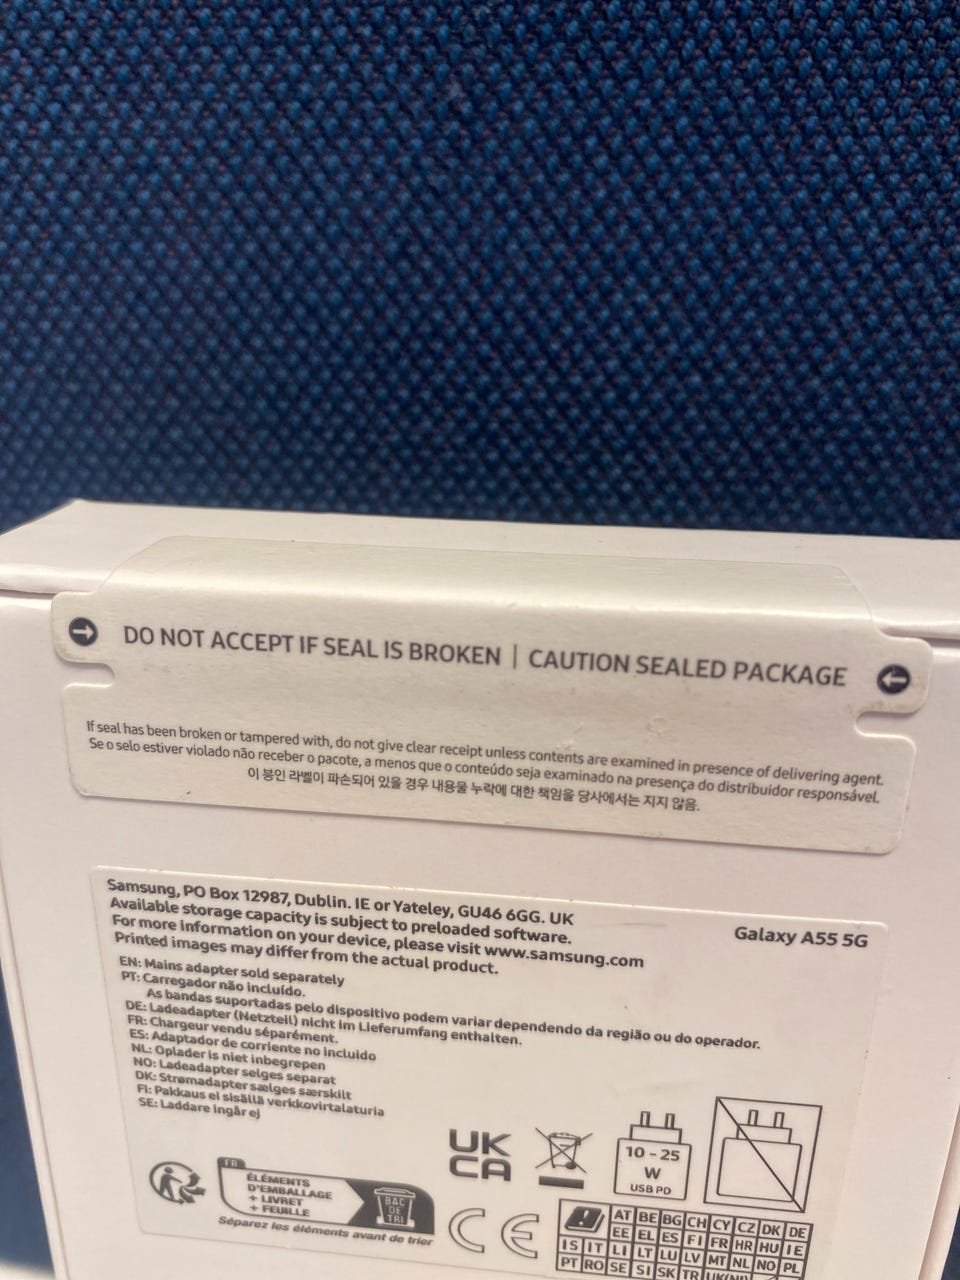 DO NOT ACCEPT IF SEAL IS BROKEN | CAUTION SEALED PACKAGE
If seal has been broken or tampered with, do not give clear receipt unless contents are examined in presence of delivering agent.
Se o selo estiver violado não receber o pacote, a menos que o conteúdo seja examinado na presença do distribuidor responsável.
이 봉인 라벨이 파손되어 있을 경우 내용물 누락에 대한 책임을 당사에서는 지지 않음.
Samsung, PO Box 12987, Dublin. IE or Yateley, GU46 6GG. UK
Available storage capacity is subject to preloaded software.
For more information on your device, please visit www.samsung.com
Printed images may differ from the actual product.
Galaxy A55 5G
EN: Mains adapter sold separately
PT: Carregador não incluído.
As bandas suportadas pelo dispositivo podem variar dependendo da região ou do operador.
DE: Ladeadapter (Netzteil) nicht im Lieferumfang enthalten.
FR: Chargeur vendu séparément.
ES: Adaptador de corriente no incluido
NL: Oplader is niet inbegrepen
NO: Ladeadapter selges separat
DK: Strømadapter sælges særskilt
FI: Pakkaus ei sisällä verkkovirtalaturia
SE: Laddare ingår ej
UK
CA
10 - 25
W
USB PD
FR
ÉLÉMENTS
D'EMBALLAGE
+ LIVRET
+ FEUILLE
BAC
DE
TRI
Séparez les éléments avant de trier
CE
AT BE BG CH CY CZ DK DE
EE EL ES FI FR HR HU IE
IS IT LI LT LU LV MT NL NO PL
PT RO SE SI SK TR UK(NI)